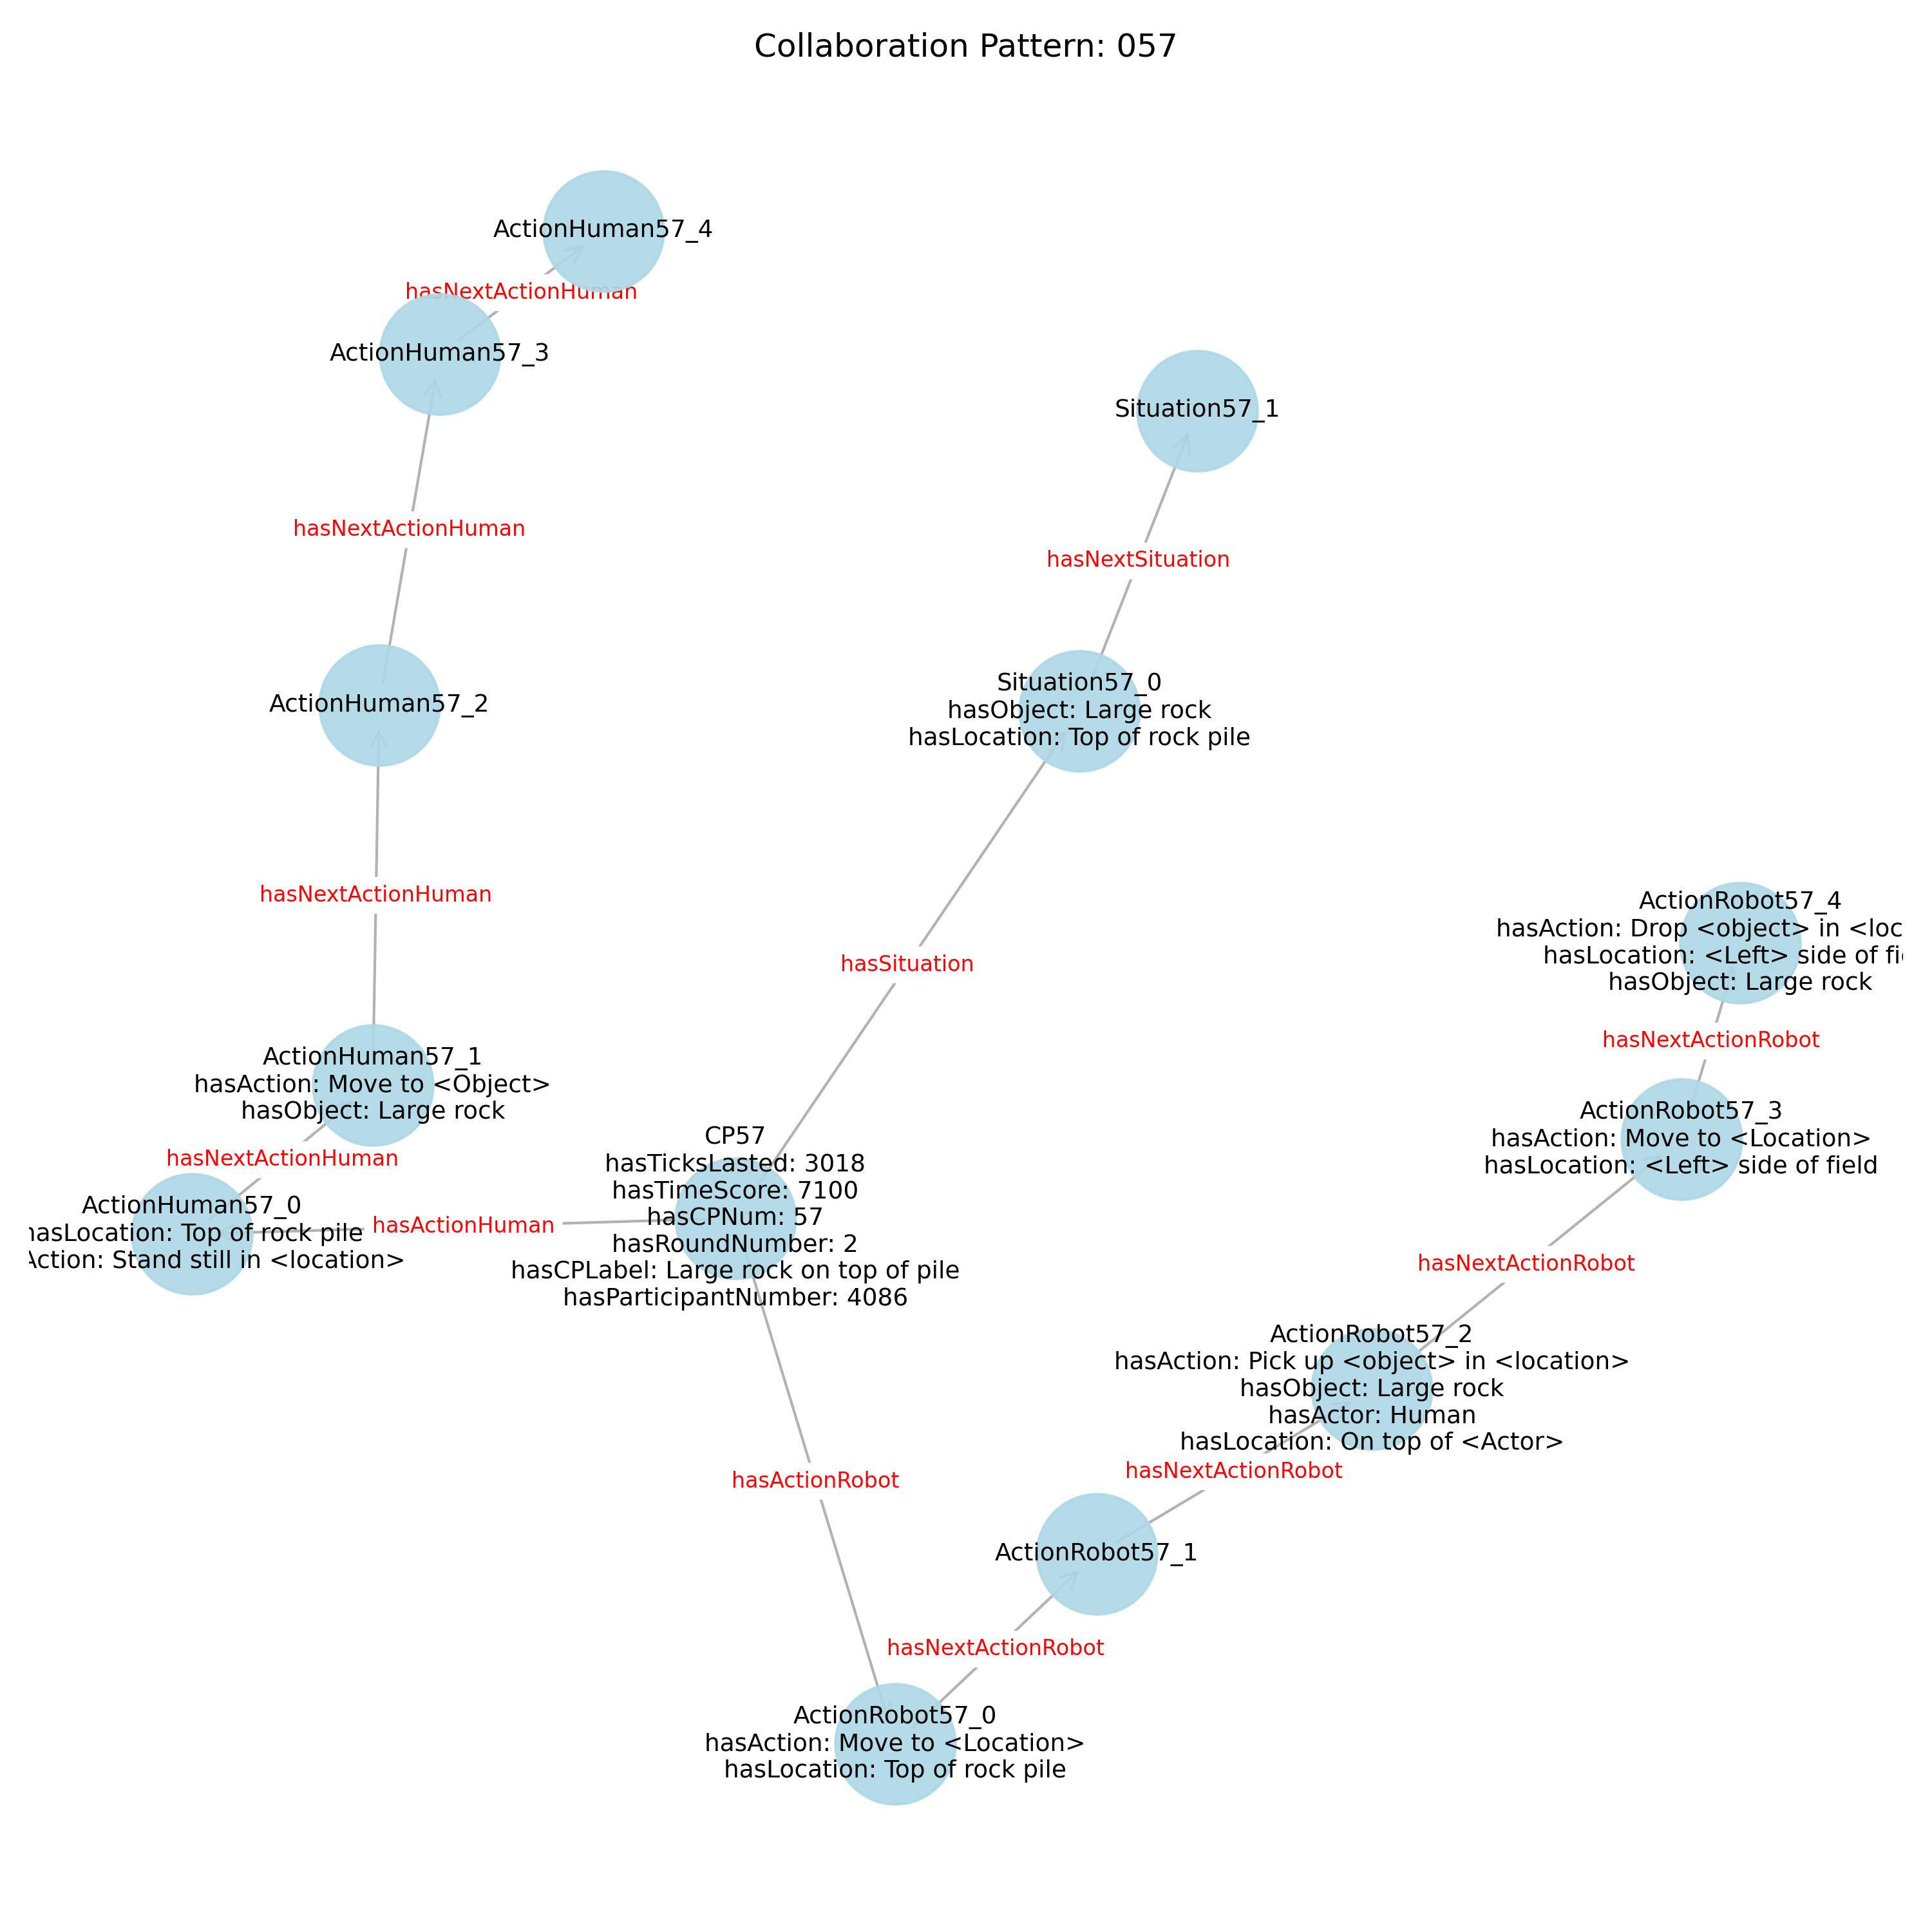 Collaboration Pattern: 057
ActionHuman57_4
hasNextActionHuman
ActionHuman57_3
Situation57_1
hasNextActionHuman
hasNextSituation
ActionHuman57_2
Situation57_0
hasObject: Large rock
hasLocation: Top of rock pile
hasNextActionHuman
ActionRobot57_4
hasAction: Drop <object> in <loc
hasLocation: <Left> side of fi
hasObject: Large rock
hasSituation
hasNextActionRobot
ActionHuman57_1
hasAction: Move to <Object>
hasObject: Large rock
ActionRobot57_3
hasAction: Move to <Location>
hasLocation: <Left> side of field
hasNextActionHuman
CP57
hasTicksLasted: 3018
hasTimeScore: 7100
hasCPNum: 57
hasRoundNumber: 2
hasCPLabel: Large rock on top of pile
hasParticipantNumber: 4086
ActionHuman57_0
hasLocation: Top of rock pile
Action: Stand still in <location>
hasActionHuman
hasNextActionRobot
ActionRobot57_2
hasAction: Pick up <object> in <location>
hasObject: Large rock
hasActor: Human
hasLocation: On top of <Actor>
hasActionRobot
hasNextActionRobot
ActionRobot57_1
hasNextActionRobot
ActionRobot57_0
hasAction: Move to <Location>
hasLocation: Top of rock pile